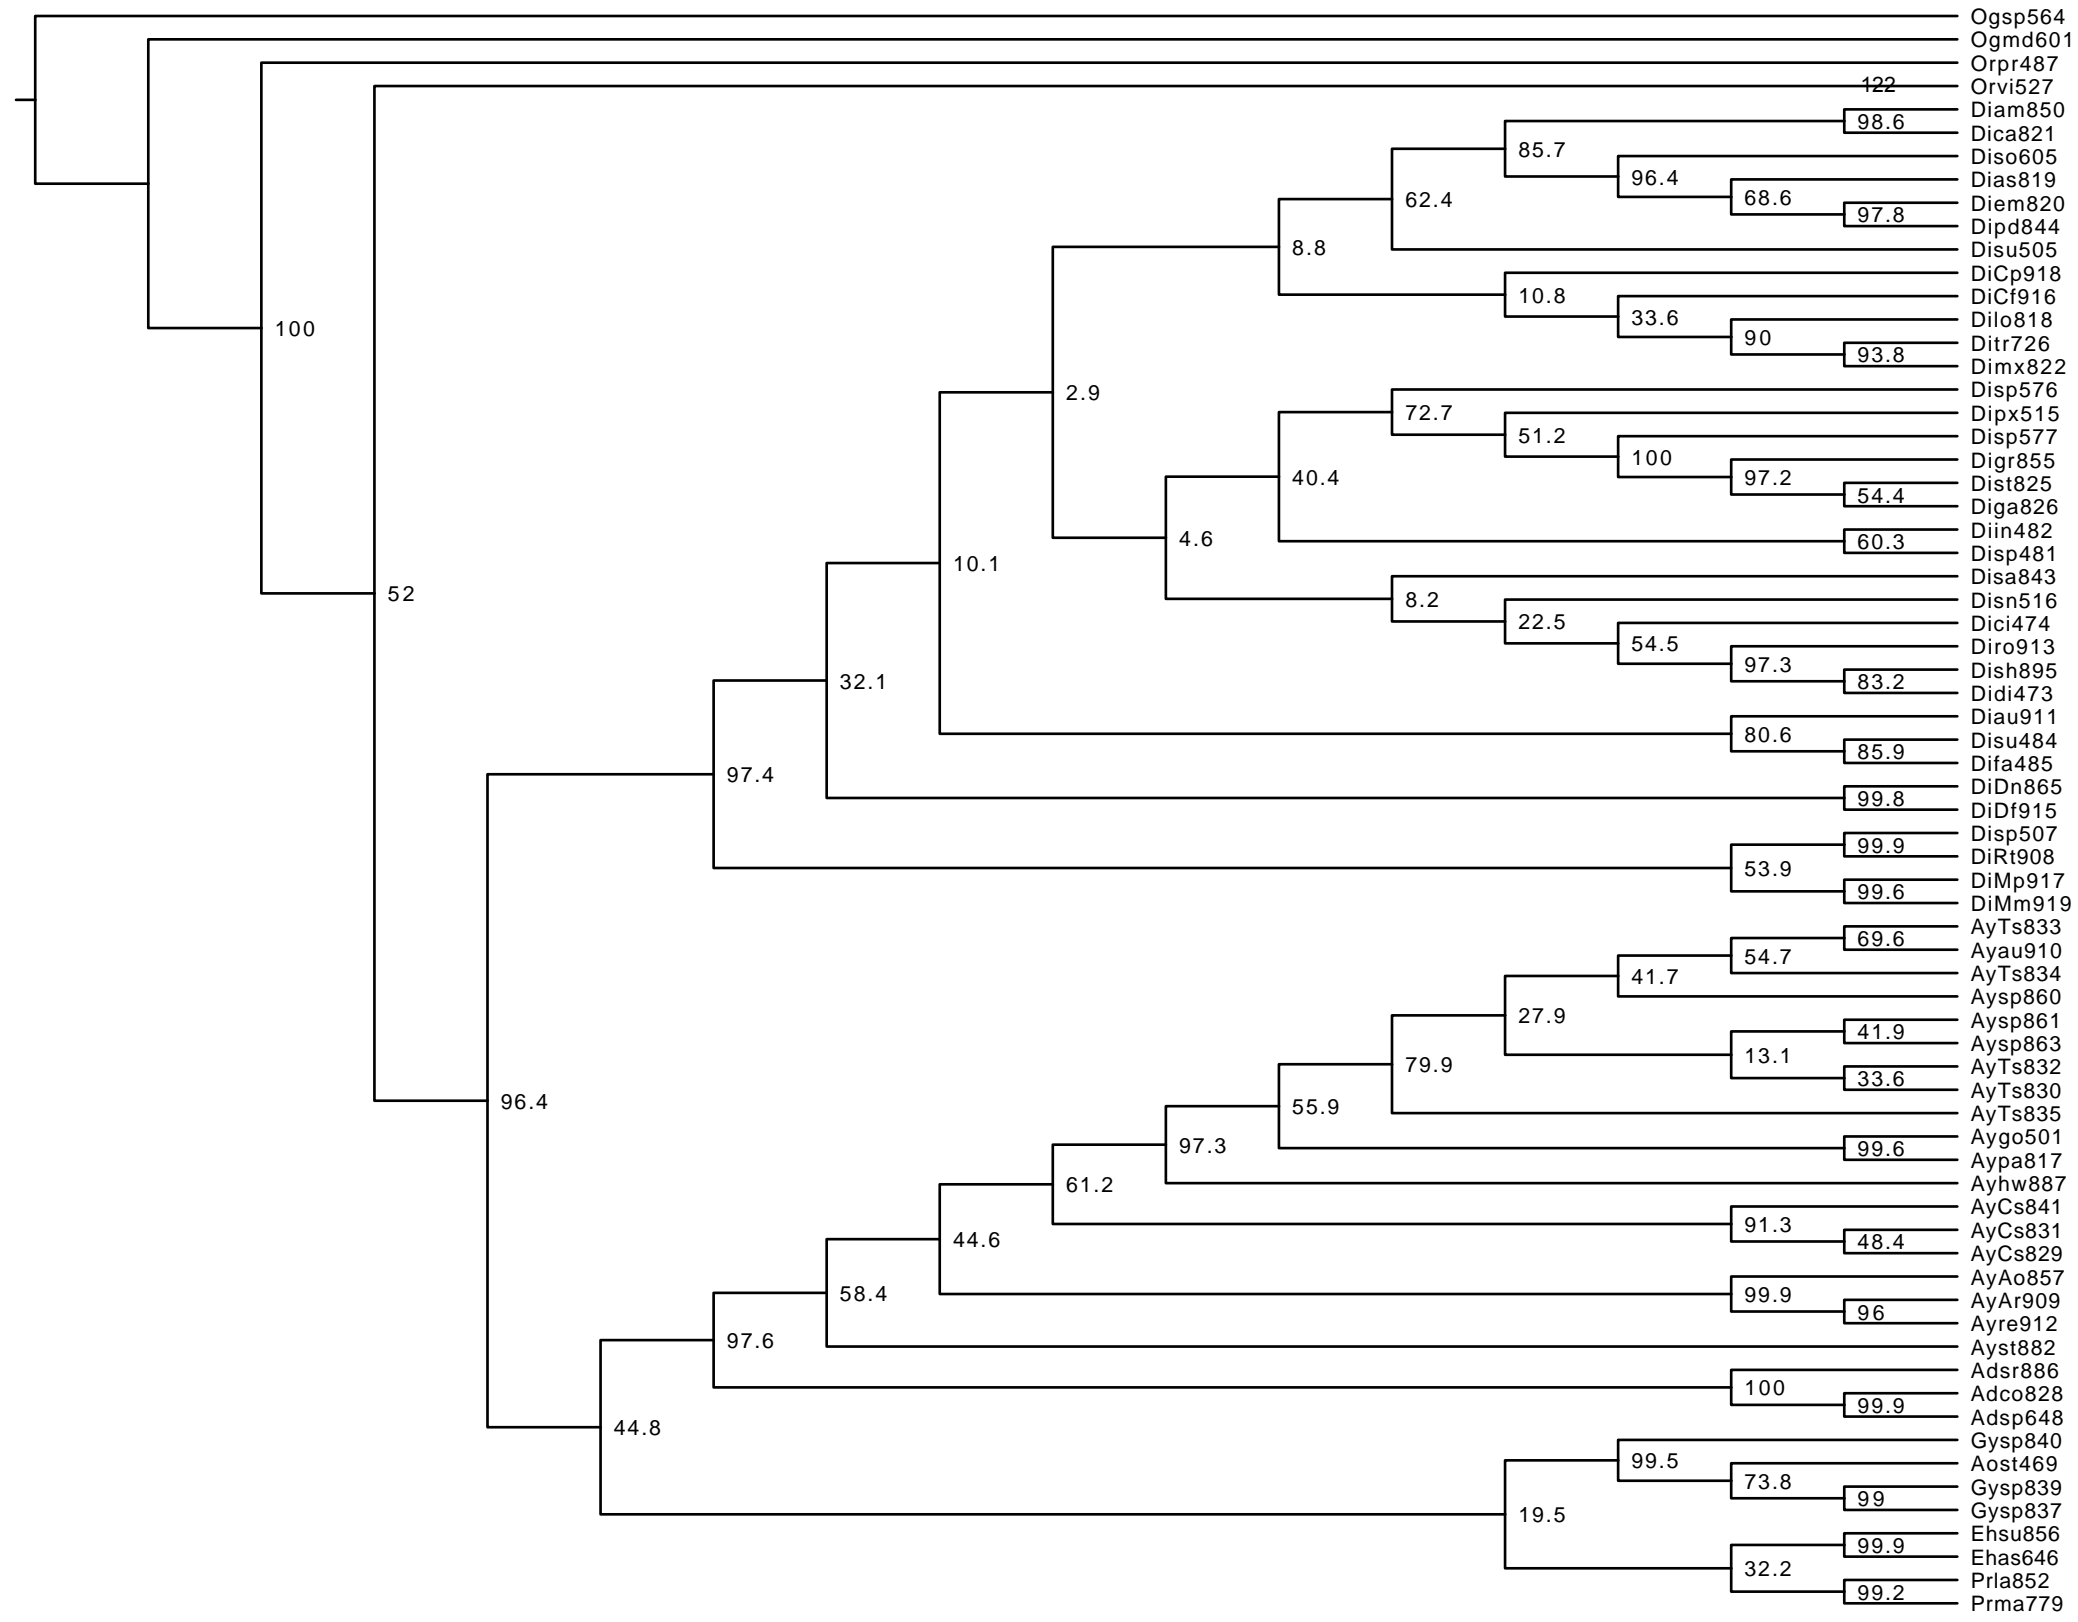 Ogsp564
Ogmd601
Orpr487
122
Orvi527
Diam850
98.6
Dica821
85.7
Diso605
96.4
Dias819
68.6
Diem820
62.4
97.8
Dipd844
8.8
Disu505
DiCp918
10.8
DiCf916
33.6
Dilo818
100
90
Ditr726
93.8
Dimx822
2.9
Disp576
72.7
Dipx515
51.2
Disp577
100
Digr855
40.4
97.2
Dist825
54.4
Diga826
Diin482
4.6
60.3
Disp481
10.1
Disa843
52
8.2
Disn516
22.5
Dici474
54.5
Diro913
97.3
Dish895
32.1
83.2
Didi473
Diau911
80.6
Disu484
85.9
Difa485
97.4
DiDn865
99.8
DiDf915
Disp507
99.9
DiRt908
53.9
DiMp917
99.6
DiMm919
AyTs833
69.6
Ayau910
54.7
AyTs834
41.7
Aysp860
27.9
Aysp861
41.9
Aysp863
13.1
79.9
AyTs832
33.6
AyTs830
96.4
55.9
AyTs835
Aygo501
97.3
99.6
Aypa817
61.2
Ayhw887
AyCs841
91.3
AyCs831
44.6
48.4
AyCs829
AyAo857
58.4
99.9
AyAr909
96
Ayre912
97.6
Ayst882
Adsr886
100
Adco828
99.9
Adsp648
44.8
Gysp840
99.5
Aost469
73.8
Gysp839
99
Gysp837
19.5
Ehsu856
99.9
Ehas646
32.2
Prla852
99.2
Prma779